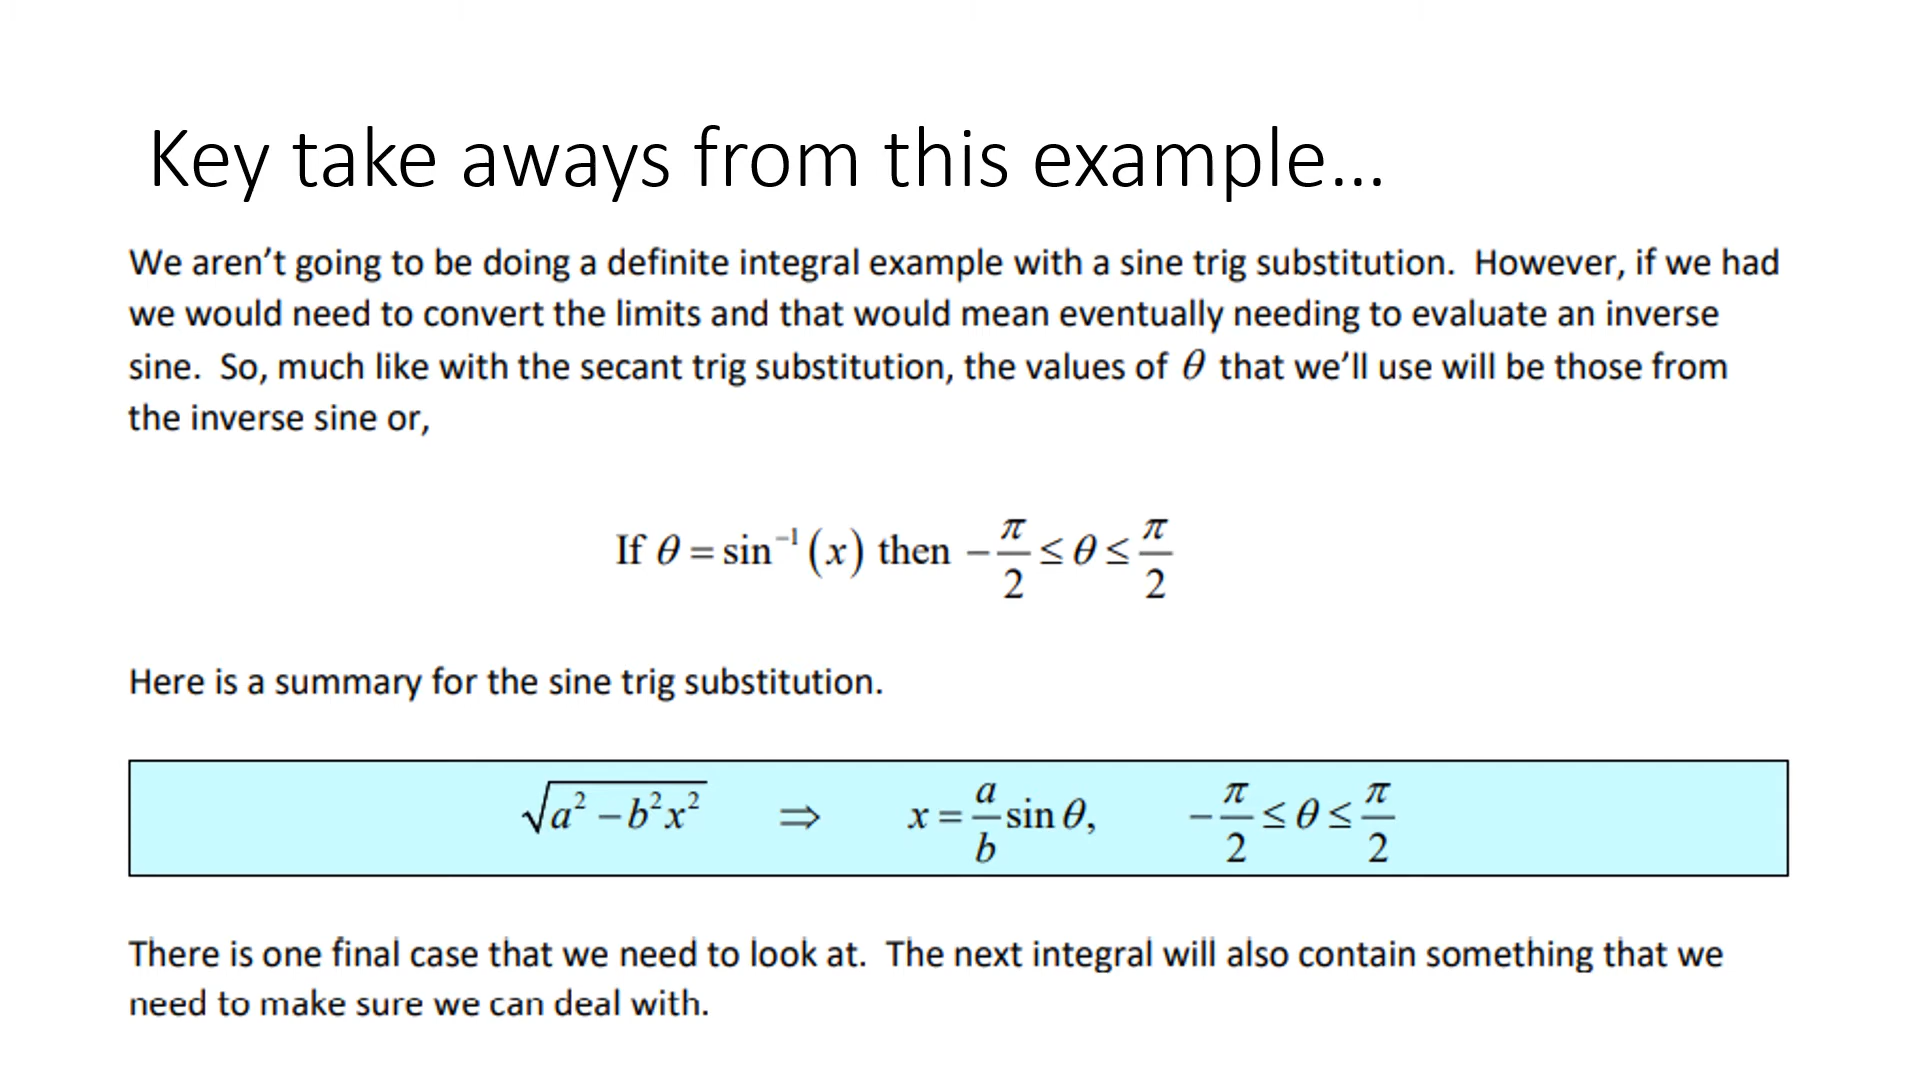 Key take aways from this example...
We aren't going to be doing a definite integral example with a sine trig substitution.  However, if we had
we would need to convert the limits and that would mean eventually needing to evaluate an inverse
sine.  So, much like with the secant trig substitution, the values of θ that we'll use will be those from
the inverse sine or,
If θ = sin⁻¹(x) then −π/2 ≤ θ ≤ π/2
Here is a summary for the sine trig substitution.
√(a² − b²x²) ⇒ x = a/b sin θ, −π/2 ≤ θ ≤ π/2
There is one final case that we need to look at.  The next integral will also contain something that we
need to make sure we can deal with.